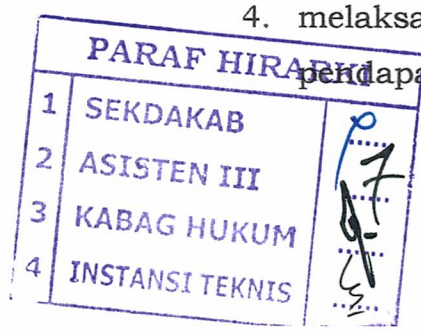 4. melaksa
pendapa
PARAF HIRARKI
1 SEKDAKAB
2 ASISTEN III
3 KABAG HUKUM
4 INSTANSI TEKNIS